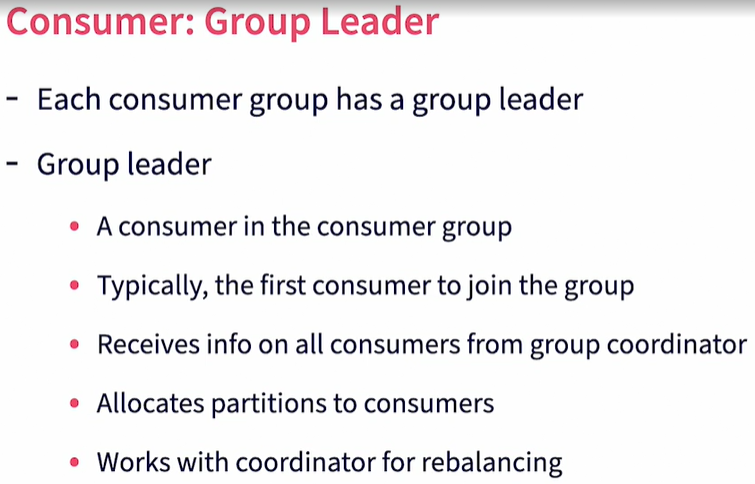 Consumer: Group Leader
- Each consumer group has a group leader
- Group leader
• A consumer in the consumer group
• Typically, the first consumer to join the group
• Receives info on all consumers from group coordinator
• Allocates partitions to consumers
• Works with coordinator for rebalancing